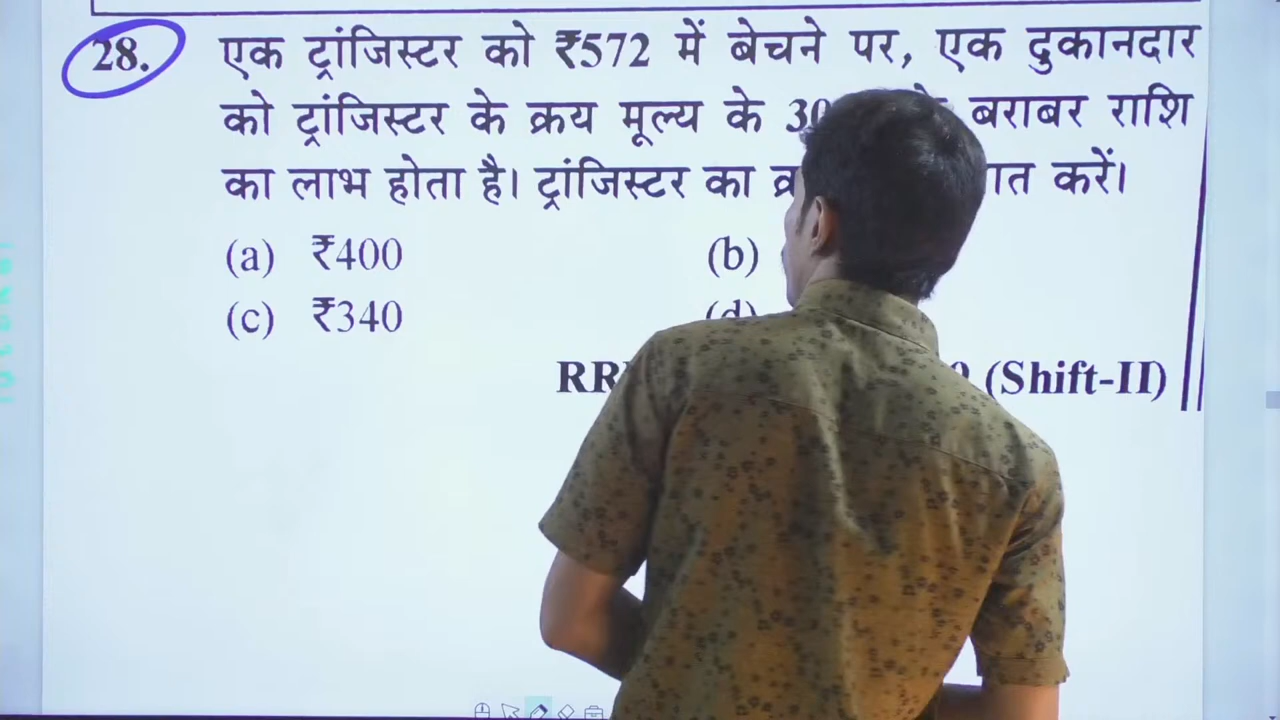 28. एक ट्रांजिस्टर को ₹572 में बेचने पर, एक दुकानदार
को ट्रांजिस्टर के क्रय मूल्य के 30 के बराबर राशि
का लाभ होता है। ट्रांजिस्टर का करें।
(a) ₹400 (b)
(c) ₹340 (d)
(Shift-II)